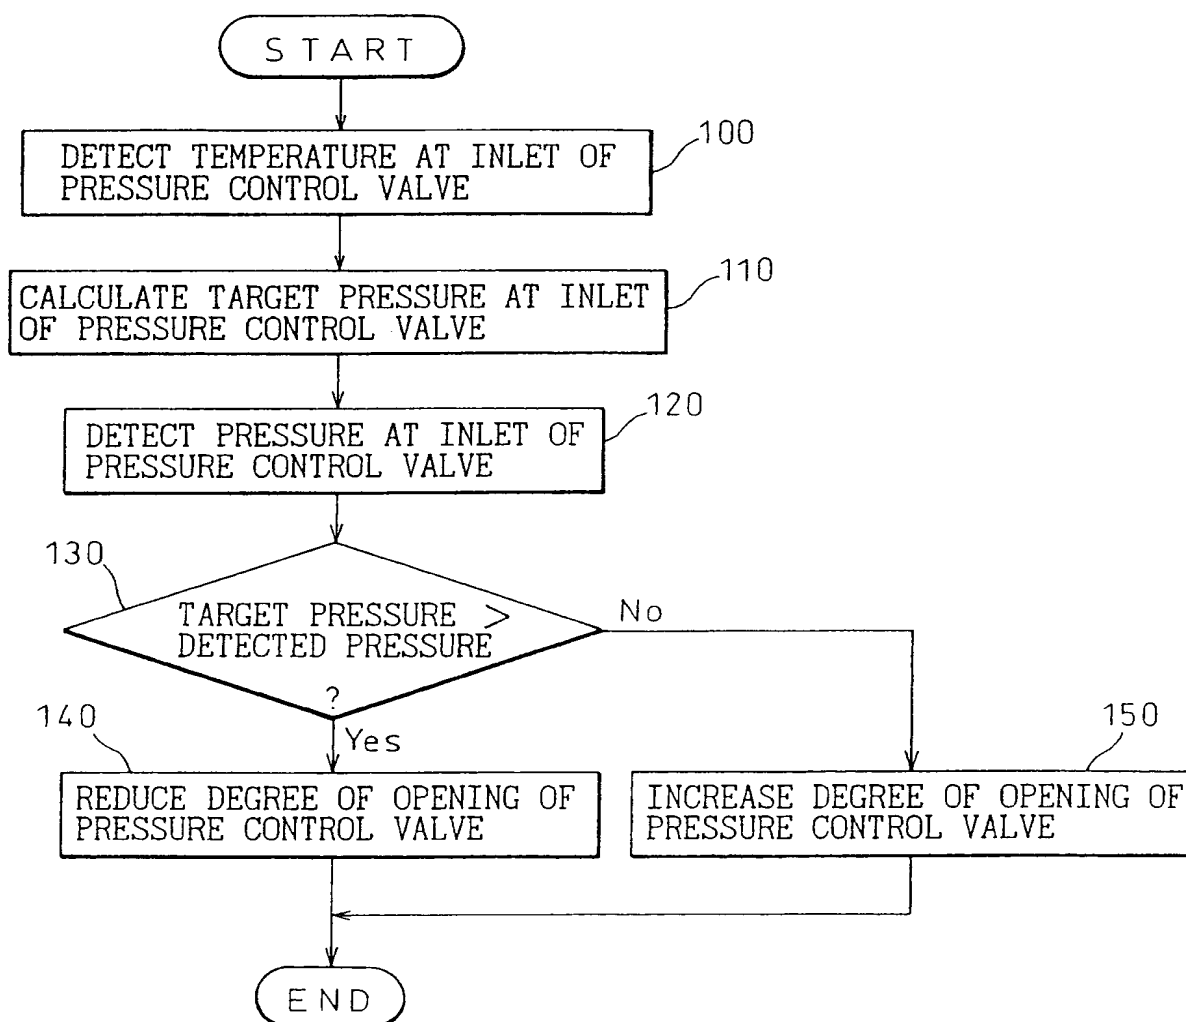 START
100
DETECT TEMPERATURE AT INLET OF
PRESSURE CONTROL VALVE
110
CALCULATE TARGET PRESSURE AT INLET
OF PRESSURE CONTROL VALVE
120
DETECT PRESSURE AT INLET OF
PRESSURE CONTROL VALVE
130
TARGET PRESSURE >
DETECTED PRESSURE
?
No
Yes
140
REDUCE DEGREE OF OPENING OF
PRESSURE CONTROL VALVE
150
INCREASE DEGREE OF OPENING OF
PRESSURE CONTROL VALVE
END